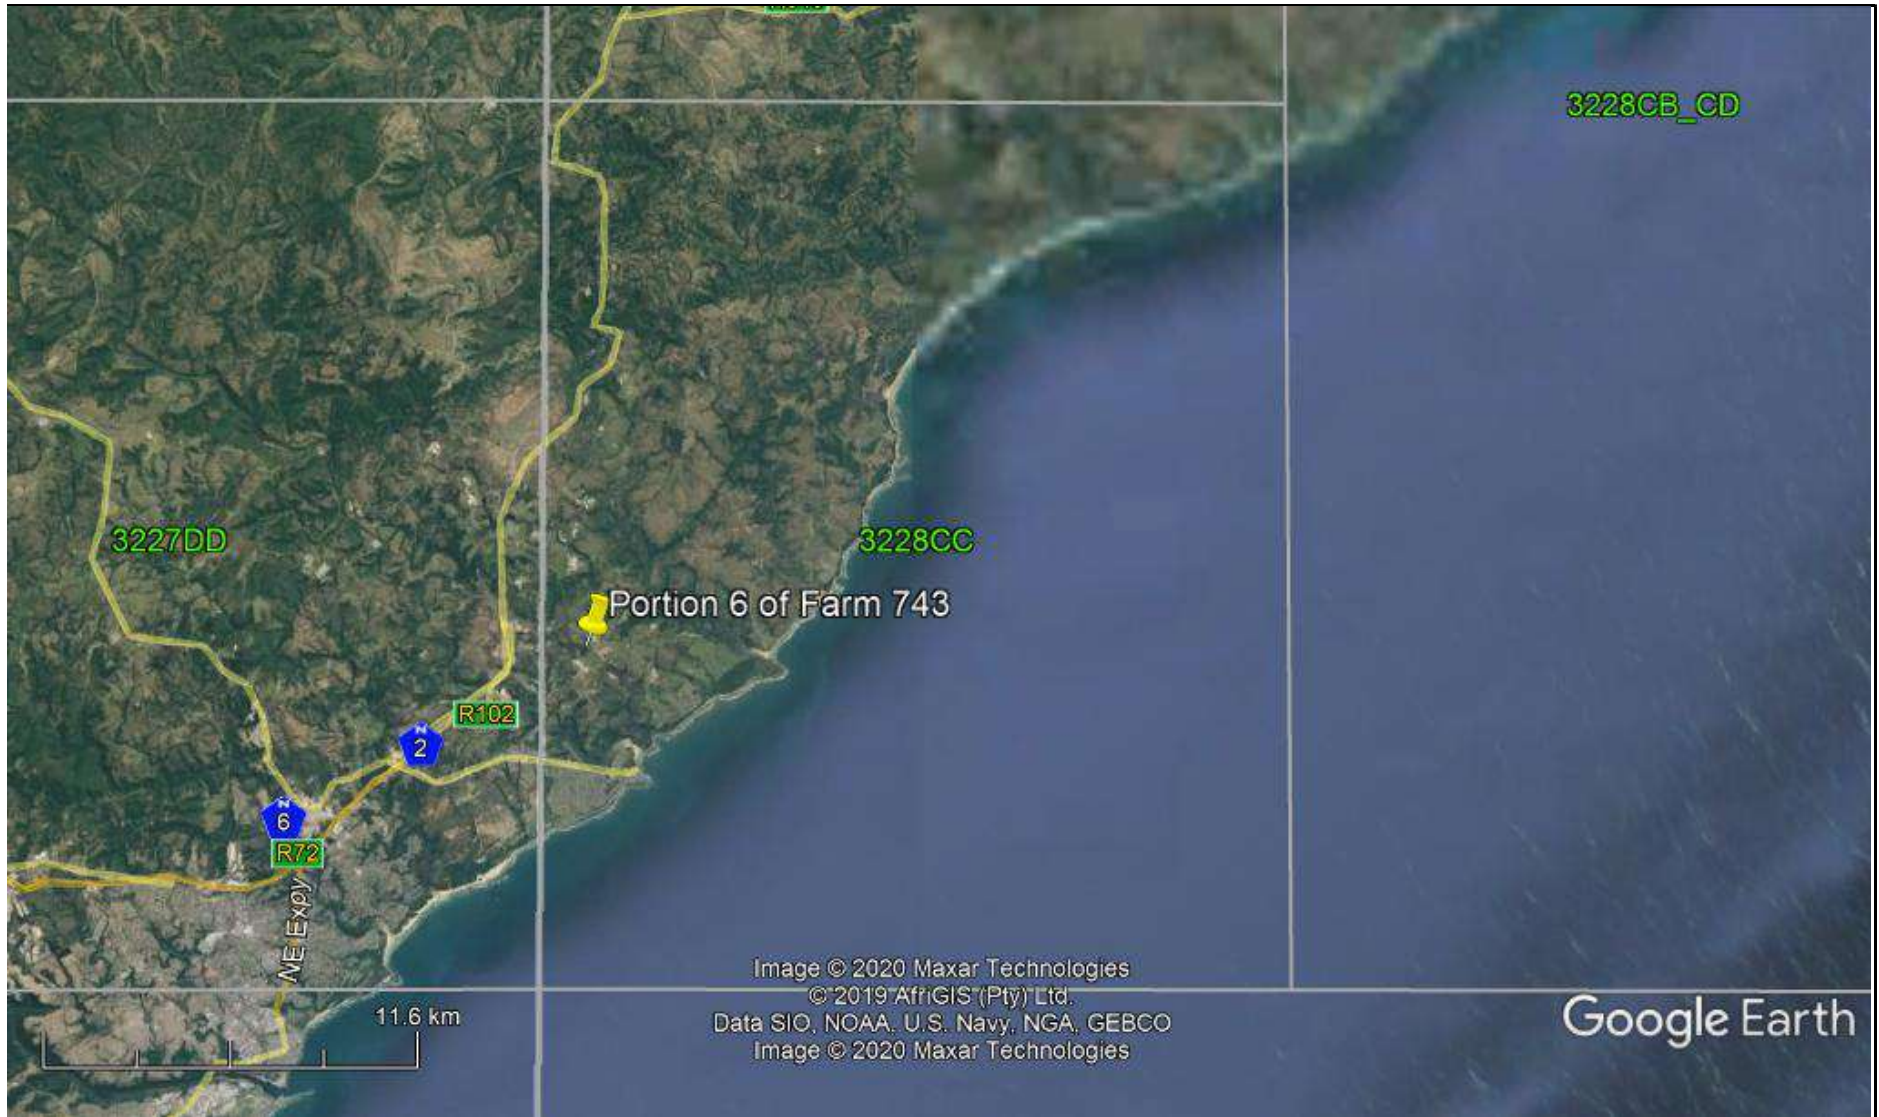 3228CB_CD
3227DD
3228CC
Portion 6 of Farm 743
R102
N
2
N
6
R72
NE Expy
11.6 km
Image © 2020 Maxar Technologies
© 2019 AfriGIS (Pty) Ltd.
Data SIO, NOAA, U.S. Navy, NGA, GEBCO
Image © 2020 Maxar Technologies
Google Earth